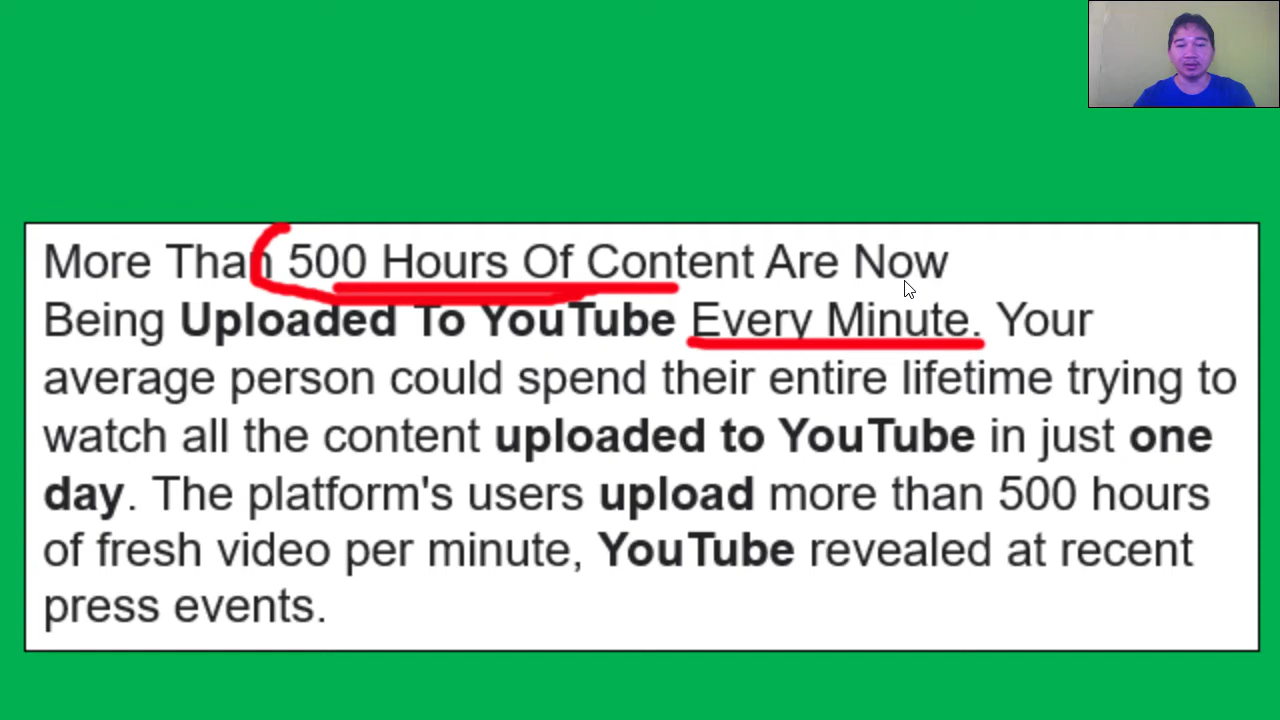 More Than 500 Hours Of Content Are Now
Being Uploaded To YouTube Every Minute. Your
average person could spend their entire lifetime trying to
watch all the content uploaded to YouTube in just one
day. The platform's users upload more than 500 hours
of fresh video per minute, YouTube revealed at recent
press events.